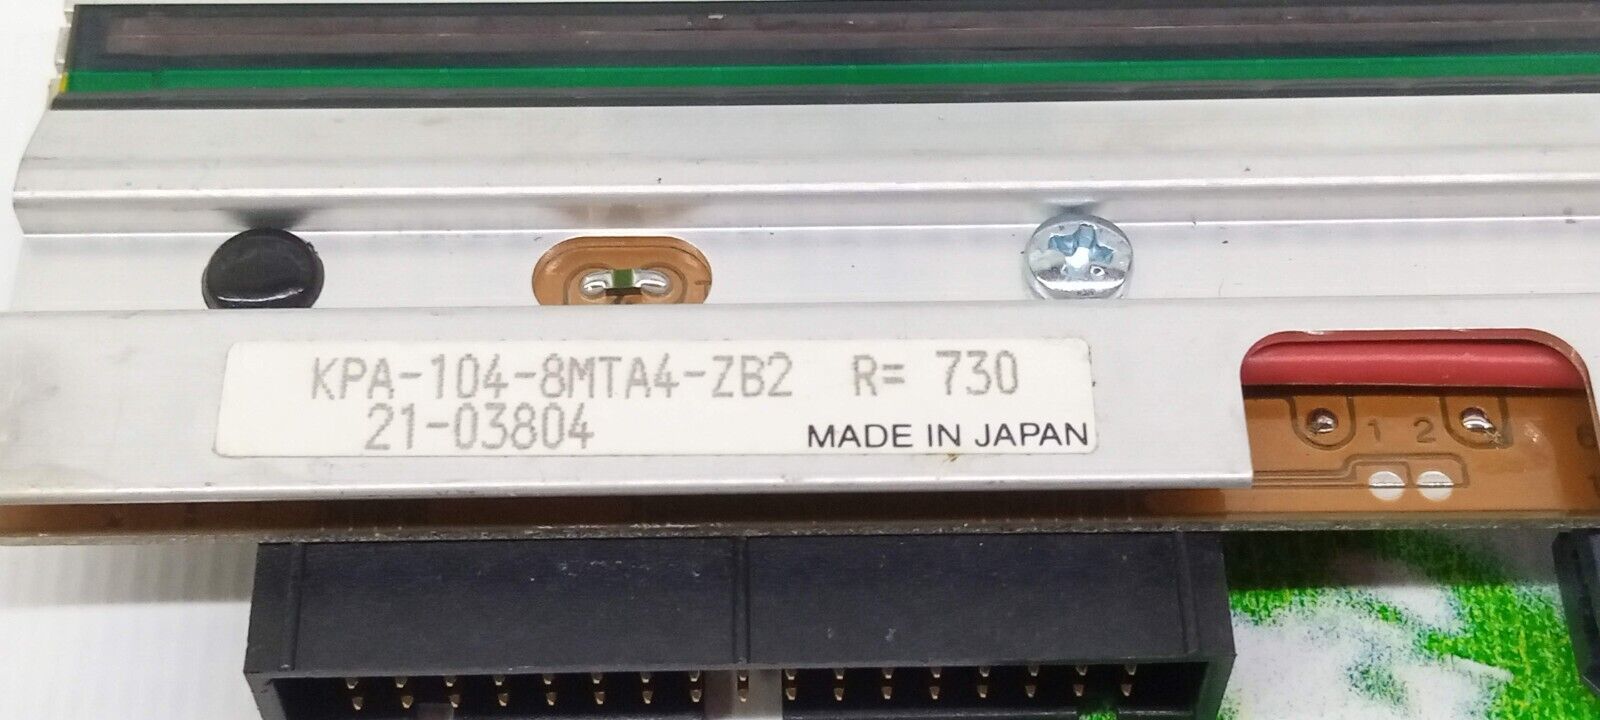 KPA-104-8MTA4-ZB2 R= 730
21-03804
MADE IN JAPAN
1 2